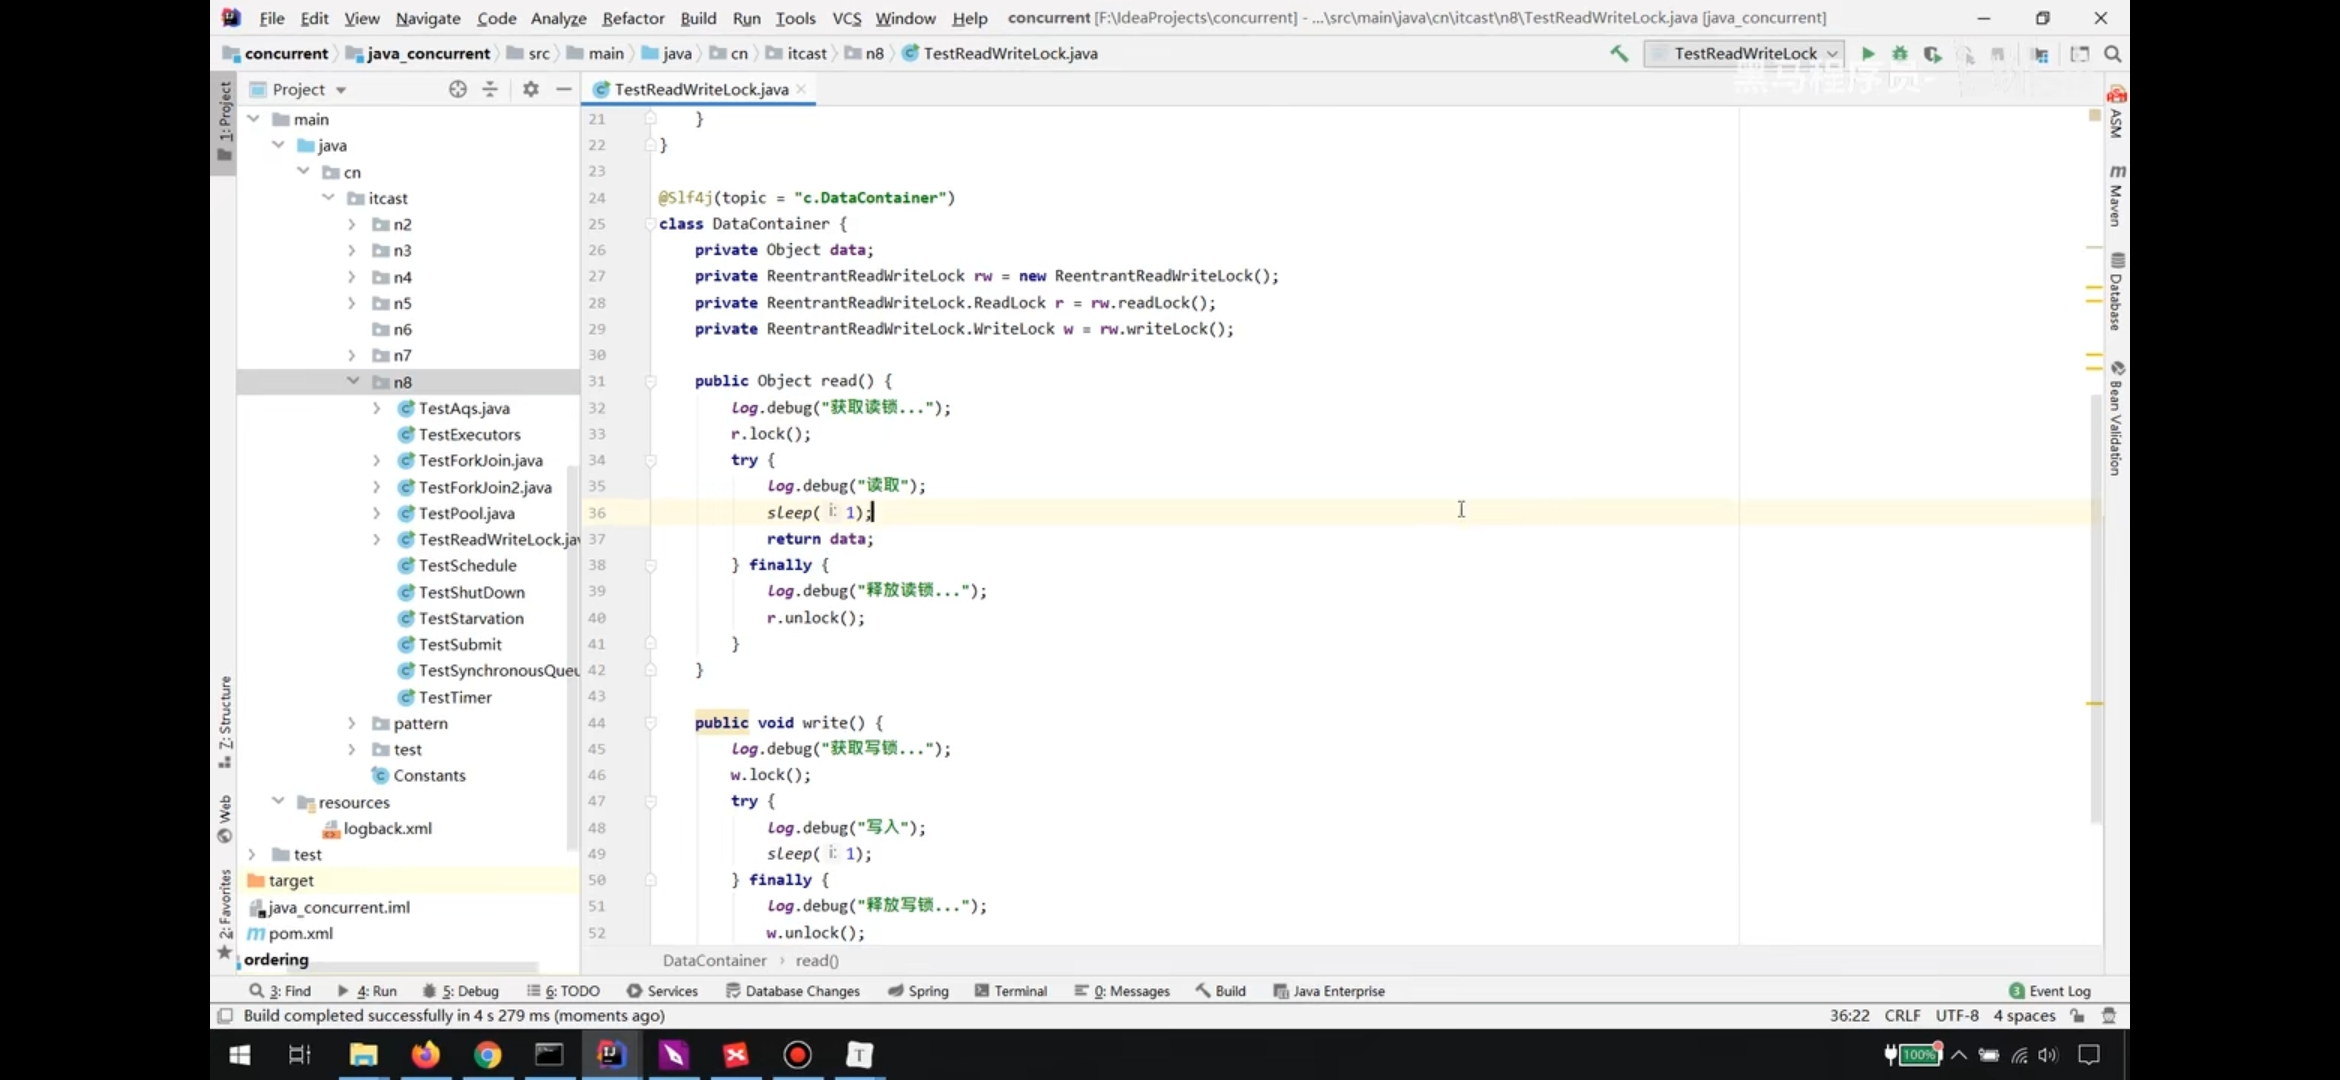 File Edit View Navigate Code Analyze Refactor Build Run Tools VCS Window Help concurrent [F:\IdeaProjects\concurrent] - ...\src\main\java\cn\itcast\n8\TestReadWriteLock.java [java_concurrent]
concurrent java_concurrent src main java cn itcast n8 TestReadWriteLock.java TestReadWriteLock
黑马程序员-
Project TestReadWriteLock.java
1: Project
main
java
cn
itcast
n2
n3
n4
n5
n6
n7
n8
TestAqs.java
TestExecutors
TestForkJoin.java
TestForkJoin2.java
TestPool.java
TestReadWriteLock.jav
TestSchedule
TestShutDown
TestStarvation
TestSubmit
TestSynchronousQueu
TestTimer
pattern
test
Constants
resources
logback.xml
test
target
java_concurrent.iml
pom.xml
ordering
Z: Structure
Web
2: Favorites
21 }
22 }
23
24 @Slf4j(topic = "c.DataContainer")
25 class DataContainer {
26 private Object data;
27 private ReentrantReadWriteLock rw = new ReentrantReadWriteLock();
28 private ReentrantReadWriteLock.ReadLock r = rw.readLock();
29 private ReentrantReadWriteLock.WriteLock w = rw.writeLock();
30
31 public Object read() {
32 log.debug("获取读锁...");
33 r.lock();
34 try {
35 log.debug("读取");
36 sleep( i: 1);
37 return data;
38 } finally {
39 log.debug("释放读锁...");
40 r.unlock();
41 }
42 }
43
44 public void write() {
45 log.debug("获取写锁...");
46 w.lock();
47 try {
48 log.debug("写入");
49 sleep( i: 1);
50 } finally {
51 log.debug("释放写锁...");
52 w.unlock();
DataContainer › read()
ASM
Maven
Database
Bean Validation
3: Find 4: Run 5: Debug 6: TODO Services Database Changes Spring Terminal 0: Messages Build Java Enterprise 3 Event Log
Build completed successfully in 4 s 279 ms (moments ago) 36:22 CRLF UTF-8 4 spaces
100%